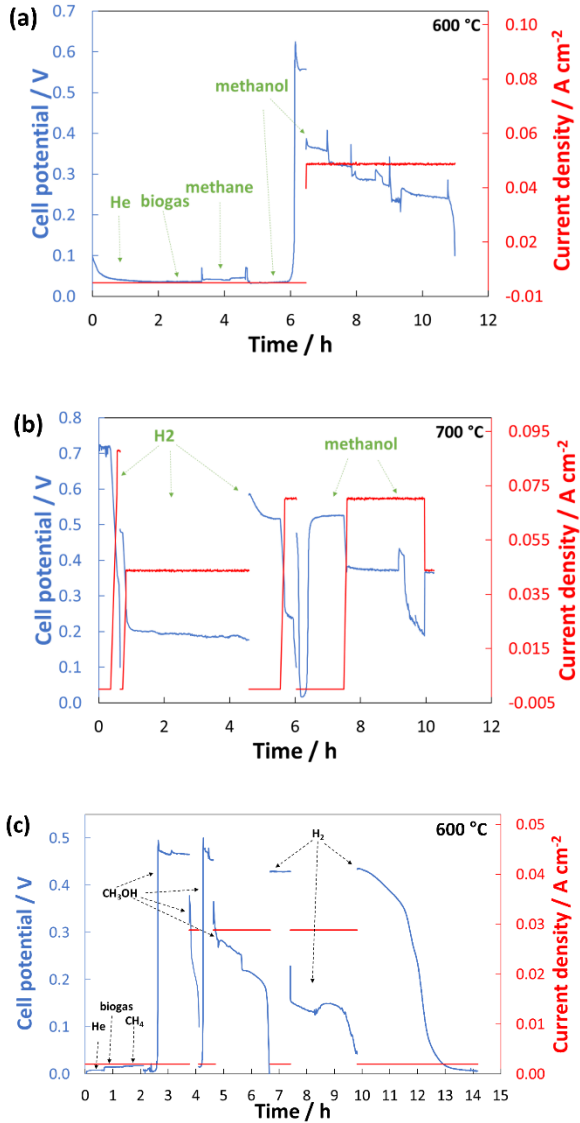 (a)
600 °C
0.7
0.6
0.5
0.4
0.3
0.2
0.1
0.0
Cell potential / V
methanol
He
biogas
methane
0.10
0.08
0.06
0.04
0.02
-0.01
Current density / A cm⁻²
0 2 4 6 8 10 12
Time / h
(b)
700 °C
0.8
0.7
0.6
0.5
0.4
0.3
0.2
0.1
0.0
Cell potential / V
H2
methanol
0.095
0.075
0.055
0.035
0.015
-0.005
Current density / A cm⁻²
0 2 4 6 8 10 12
Time / h
(c)
600 °C
0.5
0.4
0.3
0.2
0.1
0.0
Cell potential / V
H₂
CH₃OH
biogas
He
CH₄
0.05
0.04
0.03
0.02
0.01
0.00
Current density / A cm⁻²
0 1 2 3 4 5 6 7 8 9 10 11 12 13 14 15
Time / h